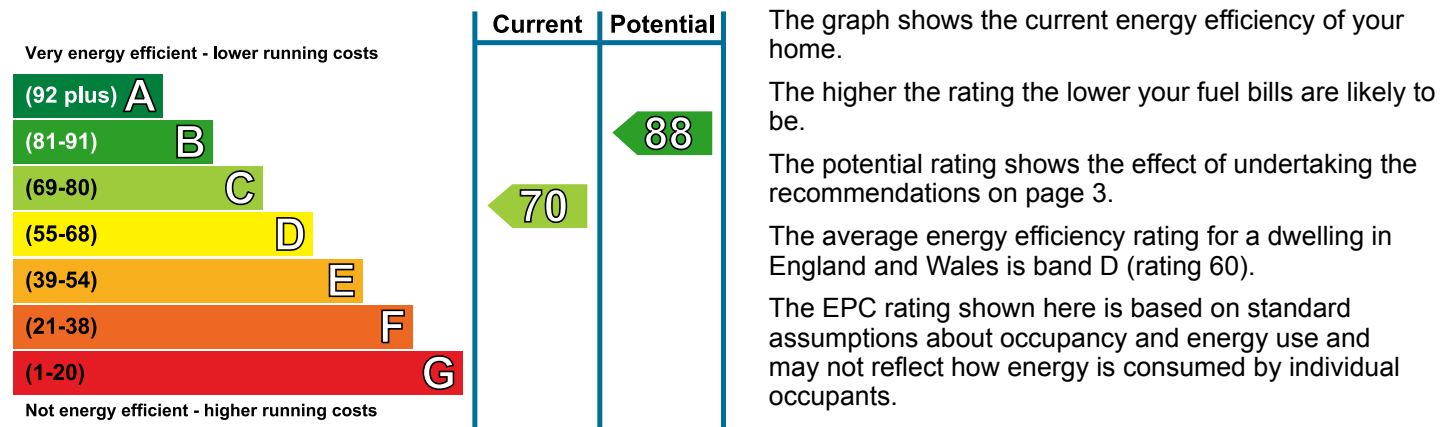 Current Potential
Very energy efficient - lower running costs
(92 plus) A
(81-91) B
88
(69-80) C
70
(55-68) D
(39-54) E
(21-38) F
(1-20) G
Not energy efficient - higher running costs
The graph shows the current energy efficiency of your
home.
The higher the rating the lower your fuel bills are likely to
be.
The potential rating shows the effect of undertaking the
recommendations on page 3.
The average energy efficiency rating for a dwelling in
England and Wales is band D (rating 60).
The EPC rating shown here is based on standard
assumptions about occupancy and energy use and
may not reflect how energy is consumed by individual
occupants.